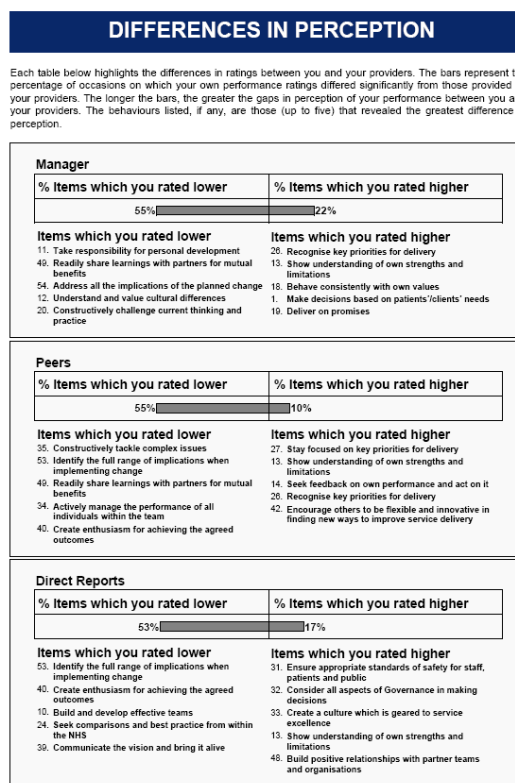 DIFFERENCES IN PERCEPTION
Each table below highlights the differences in ratings between you and your providers. The bars represent t
percentage of occasions on which your own performance ratings differed significantly from those provided
your providers. The longer the bars, the greater the gaps in perception of your performance between you a
your providers. The behaviours listed, if any, are those (up to five) that revealed the greatest difference
perception.
Manager
% Items which you rated lower
% Items which you rated higher
55%
22%
Items which you rated lower
11. Take responsibility for personal development
49. Readily share learnings with partners for mutual
benefits
54. Address all the implications of the planned change
12. Understand and value cultural differences
20. Constructively challenge current thinking and
practice
Items which you rated higher
26. Recognise key priorities for delivery
13. Show understanding of own strengths and
limitations
18. Behave consistently with own values
1. Make decisions based on patients'/clients' needs
19. Deliver on promises
Peers
% Items which you rated lower
% Items which you rated higher
55%
10%
Items which you rated lower
35. Constructively tackle complex issues
53. Identify the full range of implications when
implementing change
49. Readily share learnings with partners for mutual
benefits
34. Actively manage the performance of all
individuals within the team
40. Create enthusiasm for achieving the agreed
outcomes
Items which you rated higher
27. Stay focused on key priorities for delivery
13. Show understanding of own strengths and
limitations
14. Seek feedback on own performance and act on it
26. Recognise key priorities for delivery
42. Encourage others to be flexible and innovative in
finding new ways to improve service delivery
Direct Reports
% Items which you rated lower
% Items which you rated higher
53%
17%
Items which you rated lower
53. Identify the full range of implications when
implementing change
40. Create enthusiasm for achieving the agreed
outcomes
10. Build and develop effective teams
24. Seek comparisons and best practice from within
the NHS
39. Communicate the vision and bring it alive
Items which you rated higher
31. Ensure appropriate standards of safety for staff,
patients and public
32. Consider all aspects of Governance in making
decisions
33. Create a culture which is geared to service
excellence
13. Show understanding of own strengths and
limitations
48. Build positive relationships with partner teams
and organisations